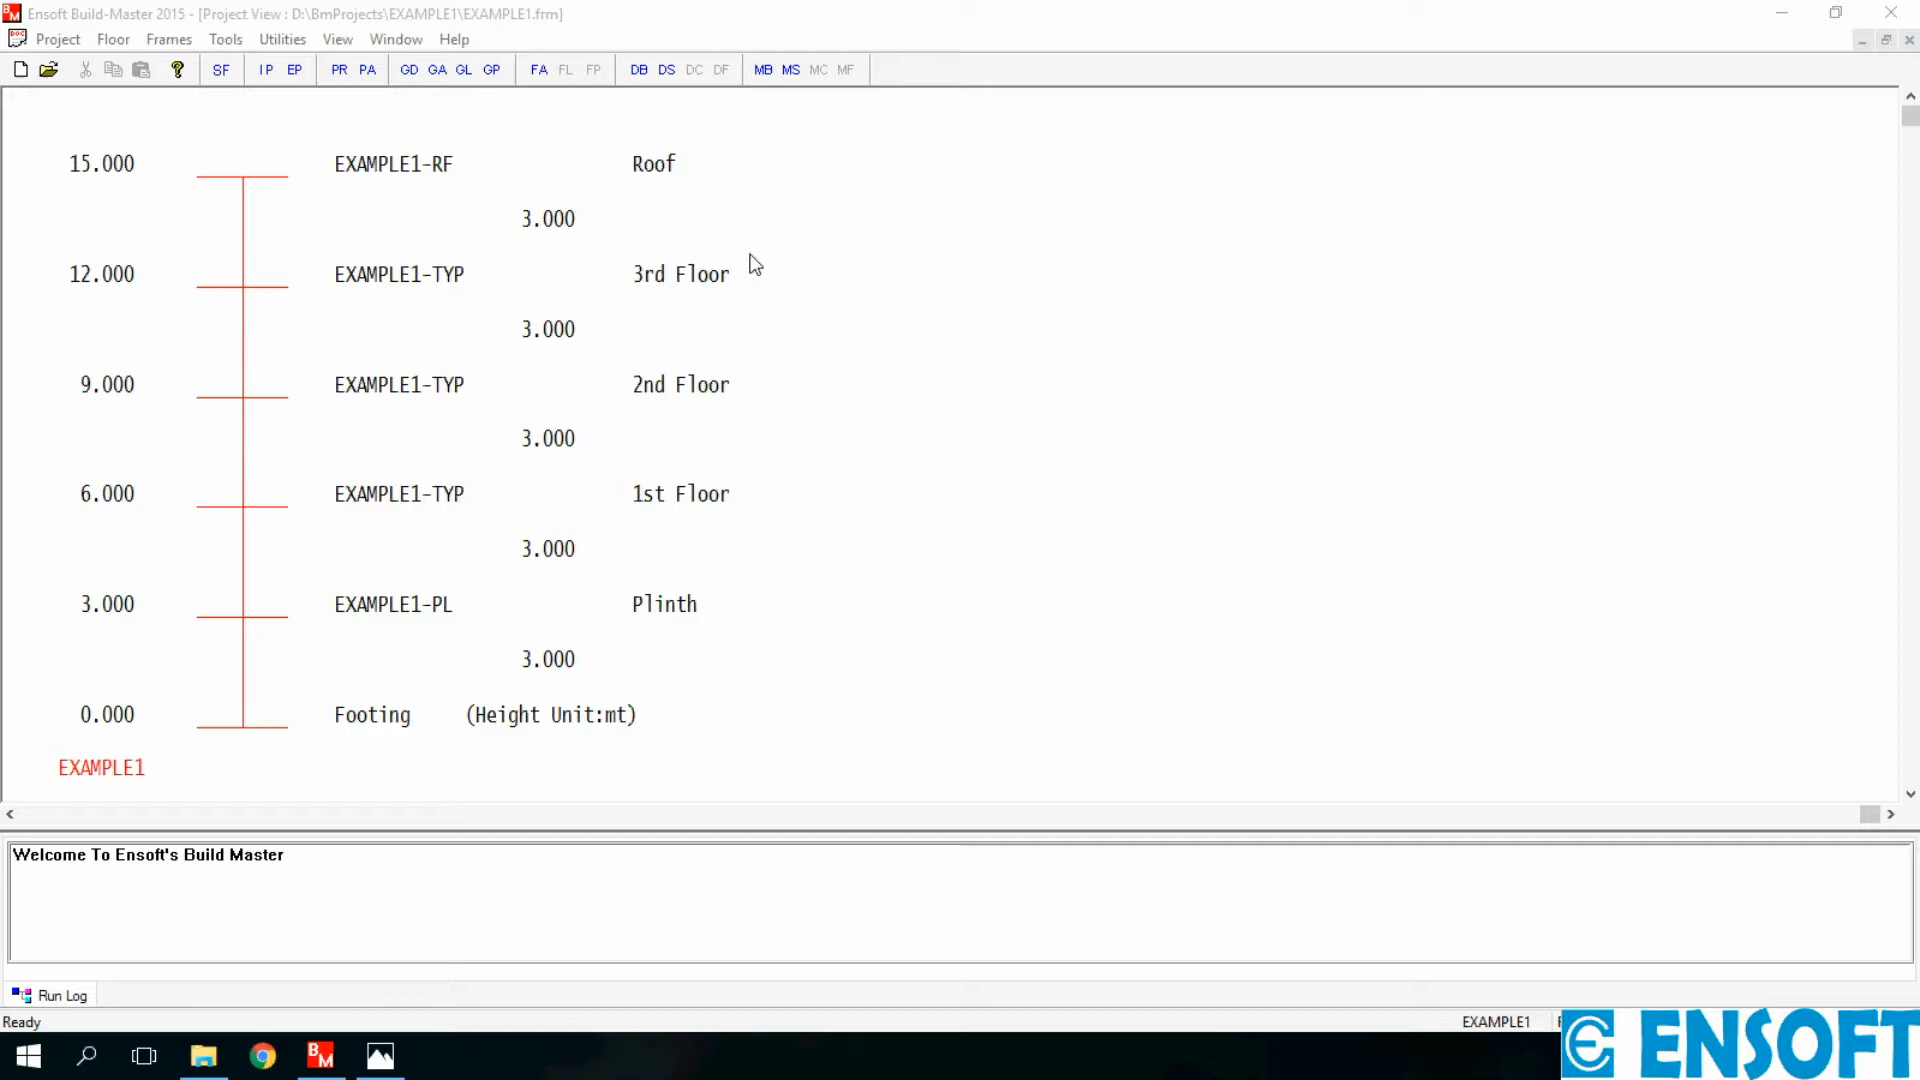 Ensoft Build-Master 2015 - [Project View : D:\BmProjects\EXAMPLE1\EXAMPLE1.frm]
Project Floor Frames Tools Utilities View Window Help
SF IP EP PR PA GD GA GL GP FA FL FP DB DS DC DF MB MS MC MF
15.000 EXAMPLE1-RF Roof
3.000
12.000 EXAMPLE1-TYP 3rd Floor
3.000
9.000 EXAMPLE1-TYP 2nd Floor
3.000
6.000 EXAMPLE1-TYP 1st Floor
3.000
3.000 EXAMPLE1-PL Plinth
3.000
0.000 Footing (Height Unit:mt)
EXAMPLE1
Welcome To Ensoft's Build Master
Run Log
Ready EXAMPLE1
BM
ENSOFT